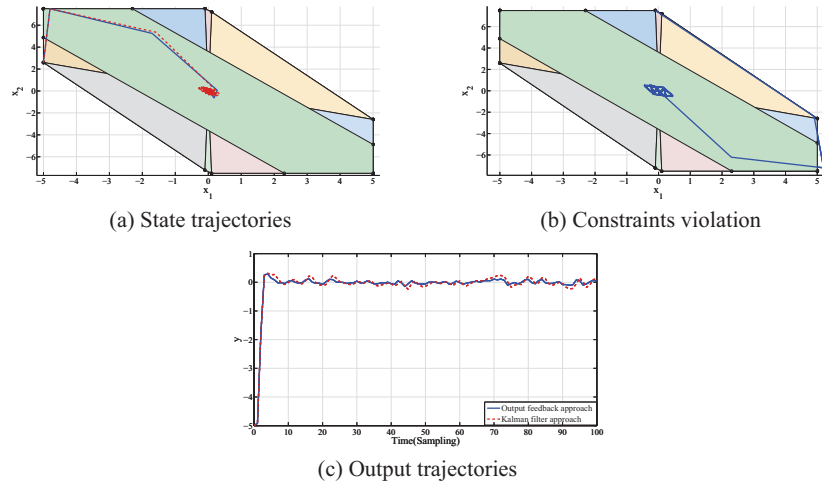 6
4
2
0
−2
−4
−6
x2
−5 −4 −3 −2 −1 0 1 2 3 4 5
x1
(a) State trajectories
6
4
2
0
−2
−4
−6
x2
−5 −4 −3 −2 −1 0 1 2 3 4 5
x1
(b) Constraints violation
1
0
−1
−2
−3
−4
−5
y
0 10 20 30 40 50 60 70 80 90 100
Time(Sampling)
Output feedback approach
Kalman filter approach
(c) Output trajectories